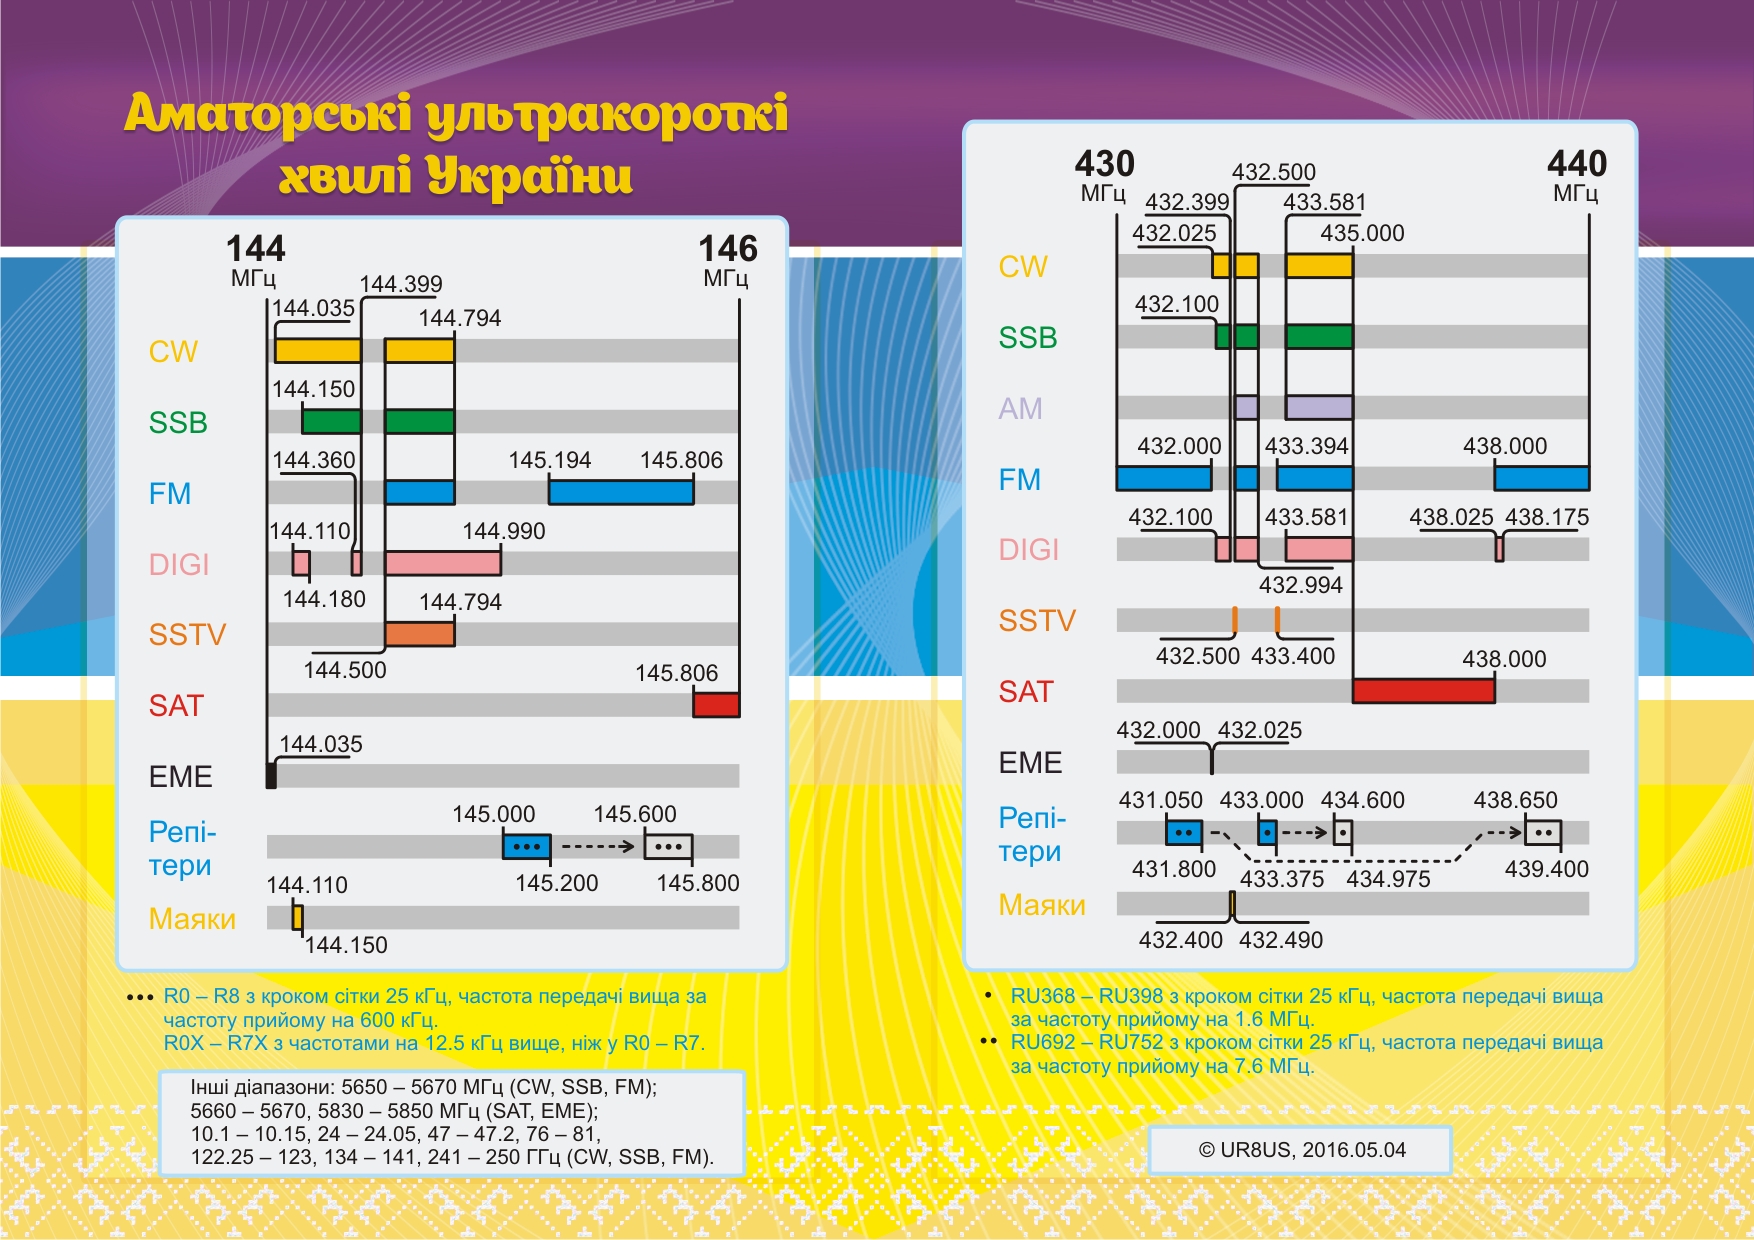 Аматорські ультракороткі
хвилі України
144
МГц
146
МГц
144.399
144.035
144.794
CW
144.150
SSB
144.360
145.194
145.806
FM
144.110
144.990
DIGI
144.180
144.794
SSTV
144.500
145.806
SAT
144.035
EME
145.000
145.600
Репі-
тери
145.200
145.800
144.110
Маяки
144.150
••• R0 – R8 з кроком сітки 25 кГц, частота передачі вища за
частоту прийому на 600 кГц.
R0X – R7X з частотами на 12.5 кГц вище, ніж у R0 – R7.
Інші діапазони: 5650 – 5670 МГц (CW, SSB, FM);
5660 – 5670, 5830 – 5850 МГц (SAT, EME);
10.1 – 10.15, 24 – 24.05, 47 – 47.2, 76 – 81,
122.25 – 123, 134 – 141, 241 – 250 ГГц (CW, SSB, FM).
430
МГц
440
МГц
432.500
432.399
433.581
432.025
435.000
CW
432.100
SSB
AM
432.000
433.394
438.000
FM
432.100
433.581
438.025
438.175
DIGI
432.994
SSTV
432.500
433.400
438.000
SAT
432.000
432.025
EME
431.050
433.000
434.600
438.650
Репі-
тери
431.800
433.375
434.975
439.400
Маяки
432.400
432.490
• RU368 – RU398 з кроком сітки 25 кГц, частота передачі вища
за частоту прийому на 1.6 МГц.
•• RU692 – RU752 з кроком сітки 25 кГц, частота передачі вища
за частоту прийому на 7.6 МГц.
© UR8US, 2016.05.04